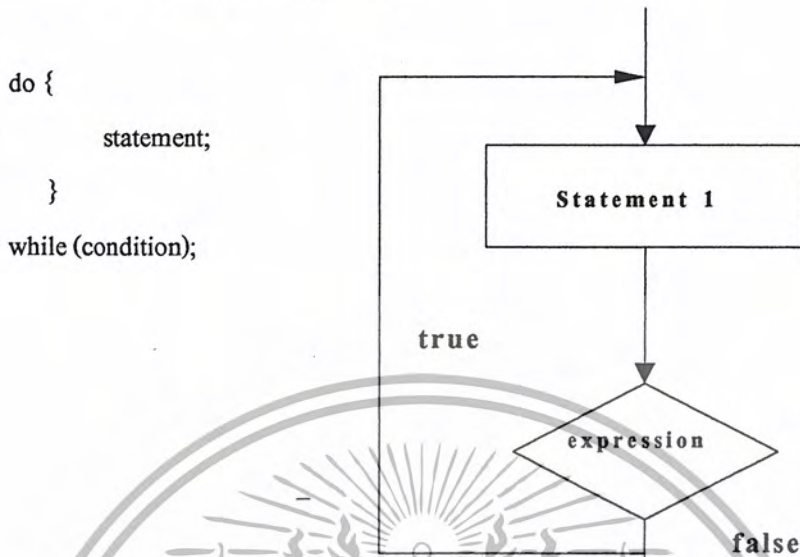 do {
statement;
}
while (condition);
Statement 1
true
expression
false